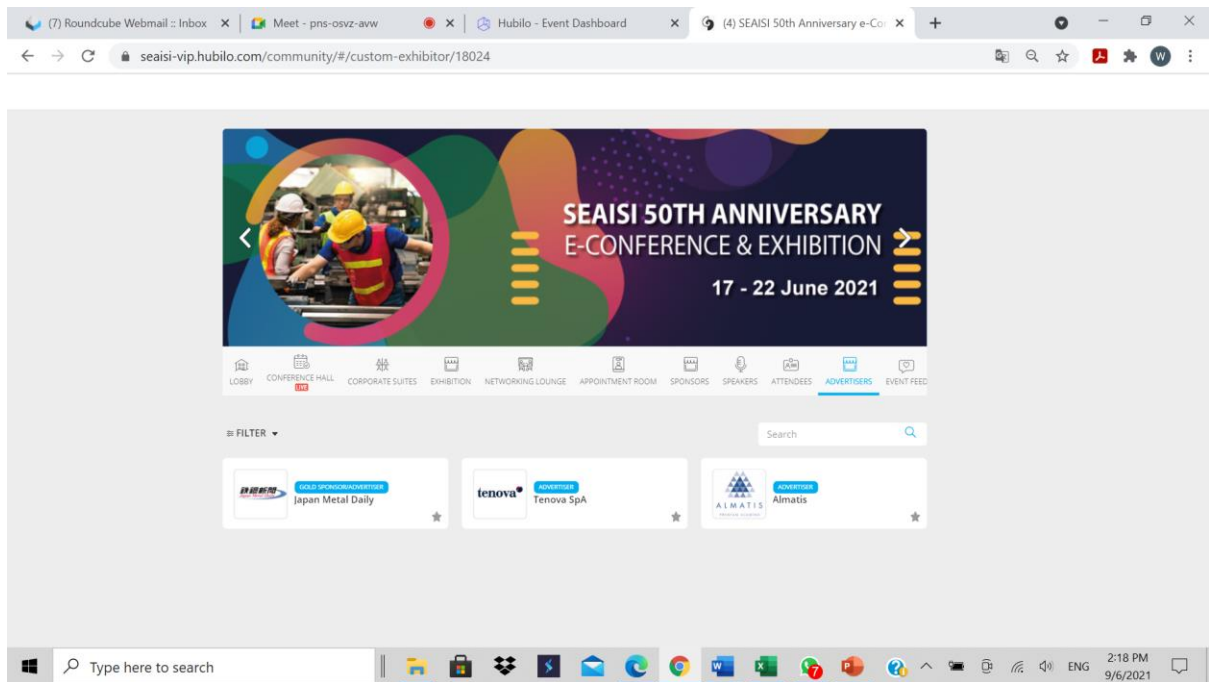 (7) Roundcube Webmail :: Inbox
Meet - pns-osvz-avw
Hubilo - Event Dashboard
(4) SEAISI 50th Anniversary e-Cor
seaisi-vip.hubilo.com/community/#/custom-exhibitor/18024
W
SEAISI 50TH ANNIVERSARY
E-CONFERENCE & EXHIBITION
17 - 22 June 2021
LOBBY
CONFERENCE HALL
LIVE
CORPORATE SUITES
EXHIBITION
NETWORKING LOUNGE
APPOINTMENT ROOM
SPONSORS
SPEAKERS
ATTENDEES
ADVERTISERS
EVENT FEED
FILTER
Search
GOLD SPONSOR/ADVERTISER
Japan Metal Daily
tenova
ADVERTISER
Tenova SpA
ALMATIS
ADVERTISER
Almatis
Type here to search
7
ENG
2:18 PM
9/6/2021